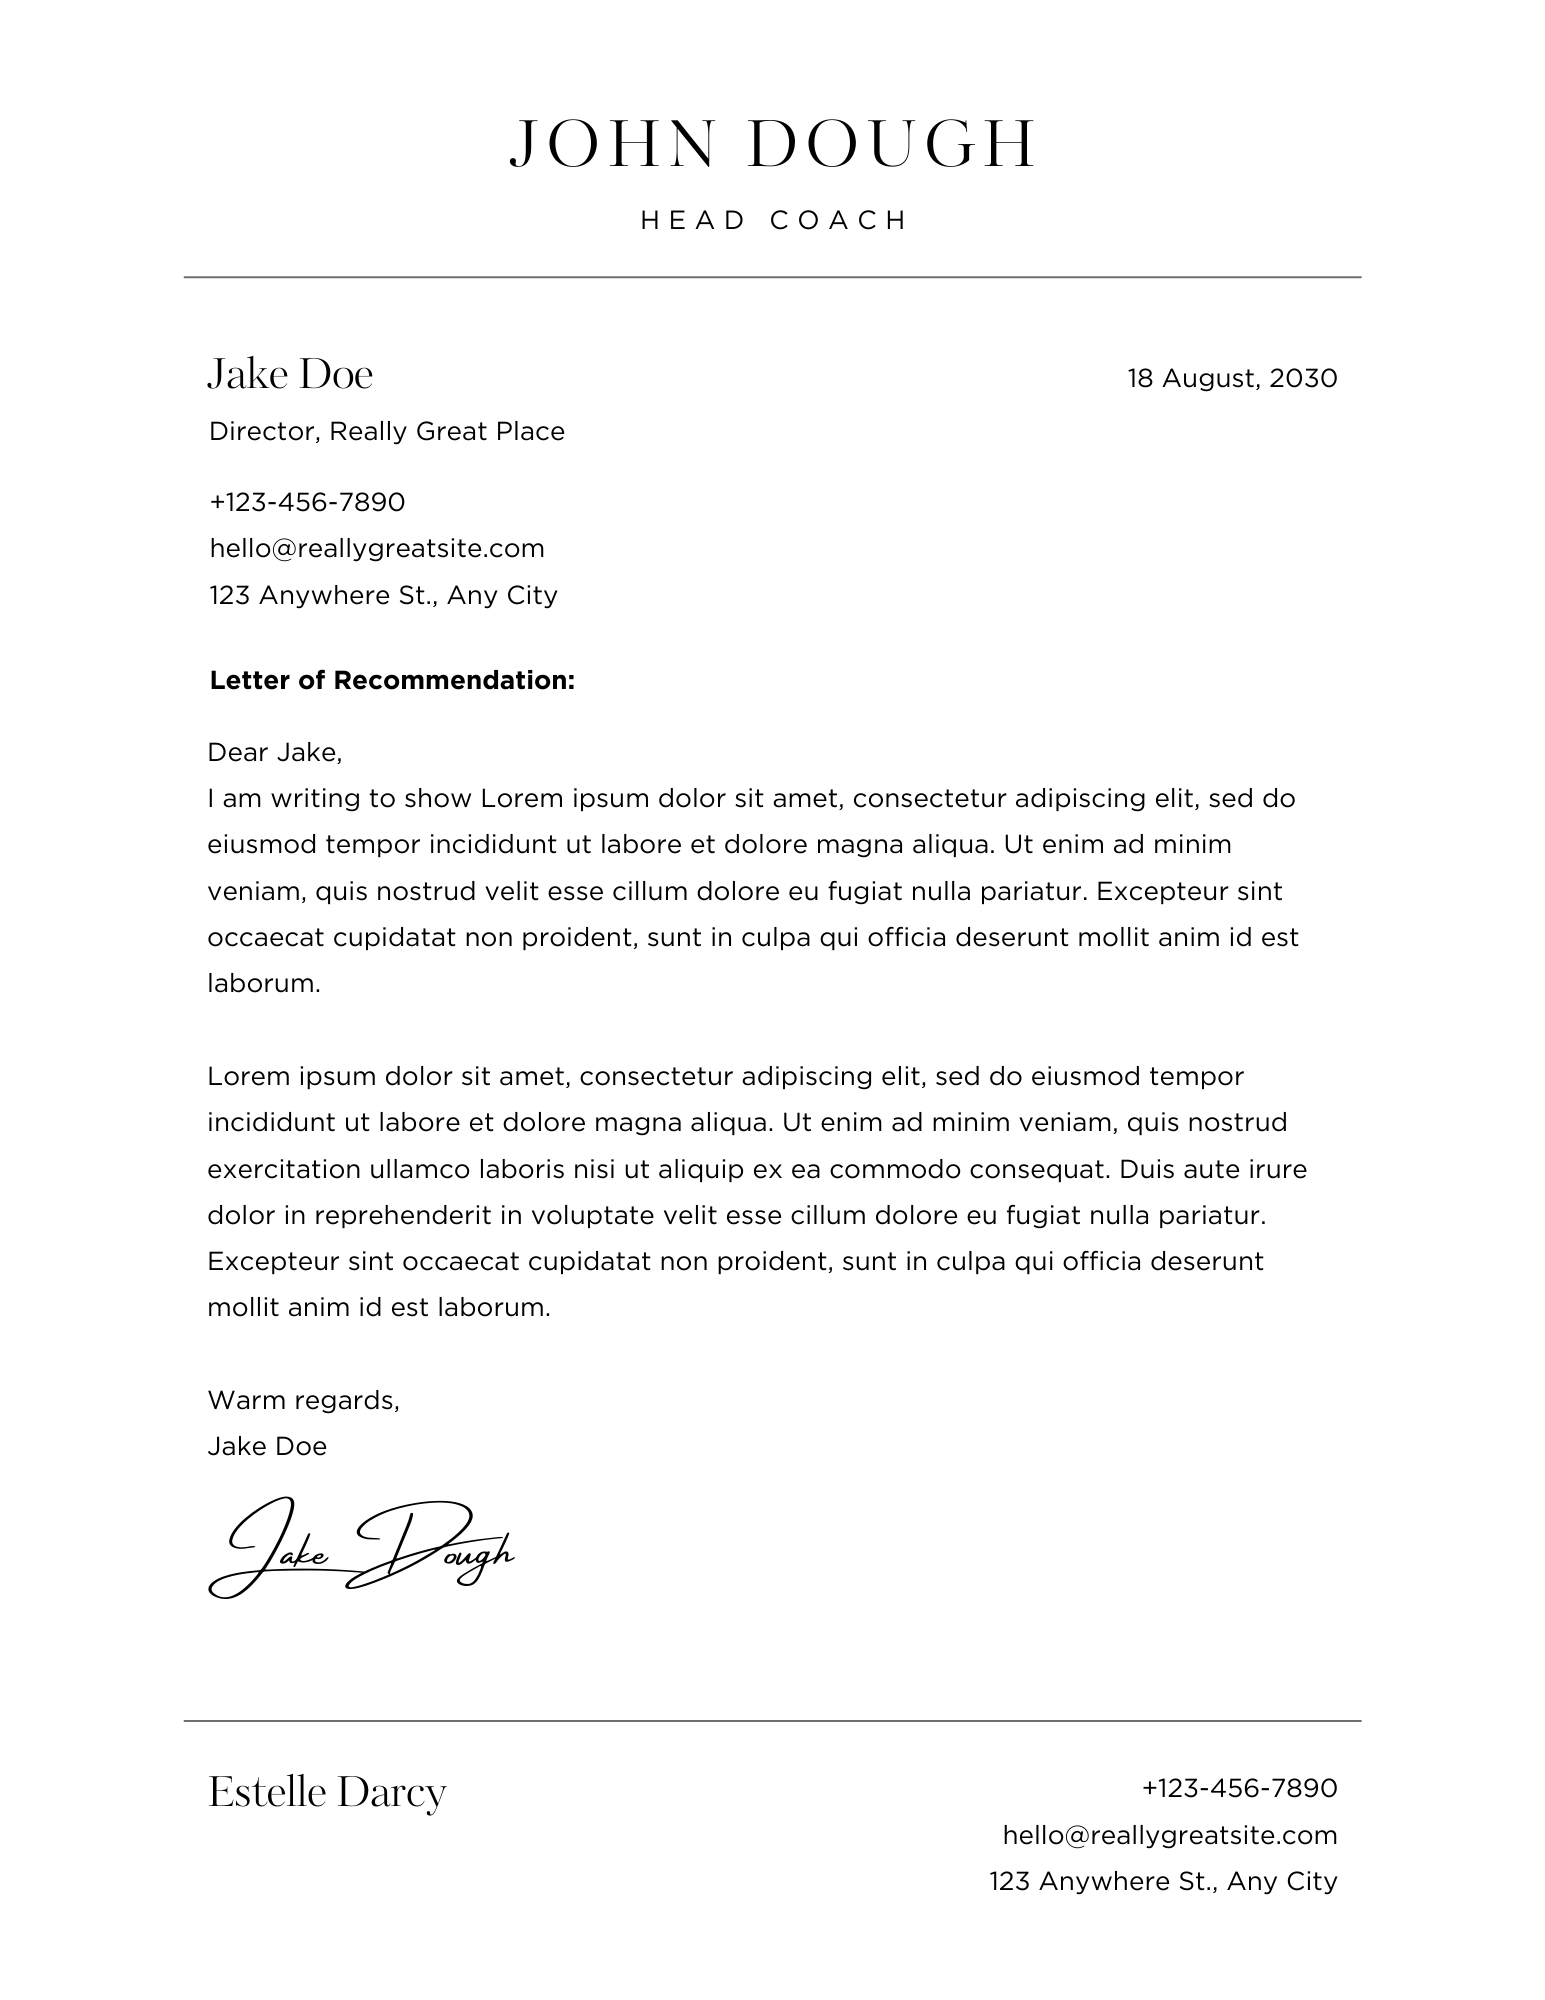 JOHN DOUGH
HEAD COACH
Jake Doe
18 August, 2030
Director, Really Great Place
+123-456-7890
hello@reallygreatsite.com
123 Anywhere St., Any City
Letter of Recommendation:
Dear Jake,
I am writing to show Lorem ipsum dolor sit amet, consectetur adipiscing elit, sed do
eiusmod tempor incididunt ut labore et dolore magna aliqua. Ut enim ad minim
veniam, quis nostrud velit esse cillum dolore eu fugiat nulla pariatur. Excepteur sint
occaecat cupidatat non proident, sunt in culpa qui officia deserunt mollit anim id est
laborum.
Lorem ipsum dolor sit amet, consectetur adipiscing elit, sed do eiusmod tempor
incididunt ut labore et dolore magna aliqua. Ut enim ad minim veniam, quis nostrud
exercitation ullamco laboris nisi ut aliquip ex ea commodo consequat. Duis aute irure
dolor in reprehenderit in voluptate velit esse cillum dolore eu fugiat nulla pariatur.
Excepteur sint occaecat cupidatat non proident, sunt in culpa qui officia deserunt
mollit anim id est laborum.
Warm regards,
Jake Doe
Jake Dough
Estelle Darcy
+123-456-7890
hello@reallygreatsite.com
123 Anywhere St., Any City